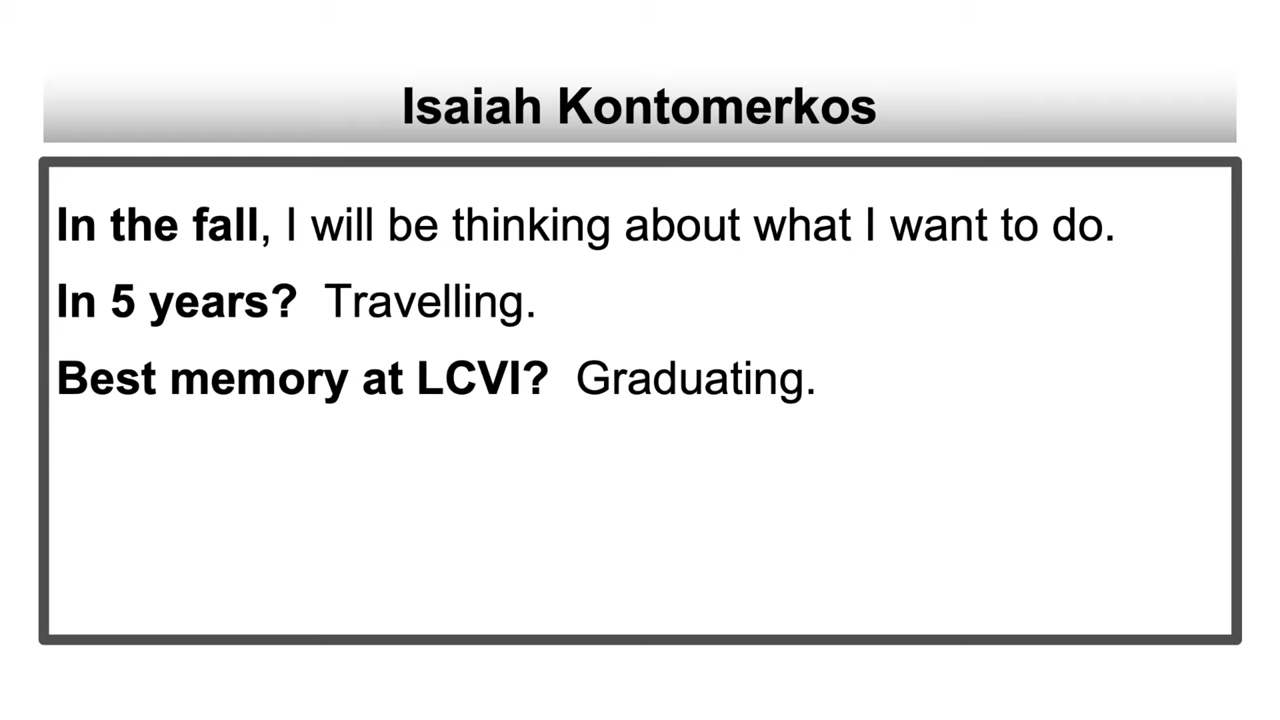 Isaiah Kontomerkos
In the fall, I will be thinking about what I want to do.
In 5 years? Travelling.
Best memory at LCVI? Graduating.